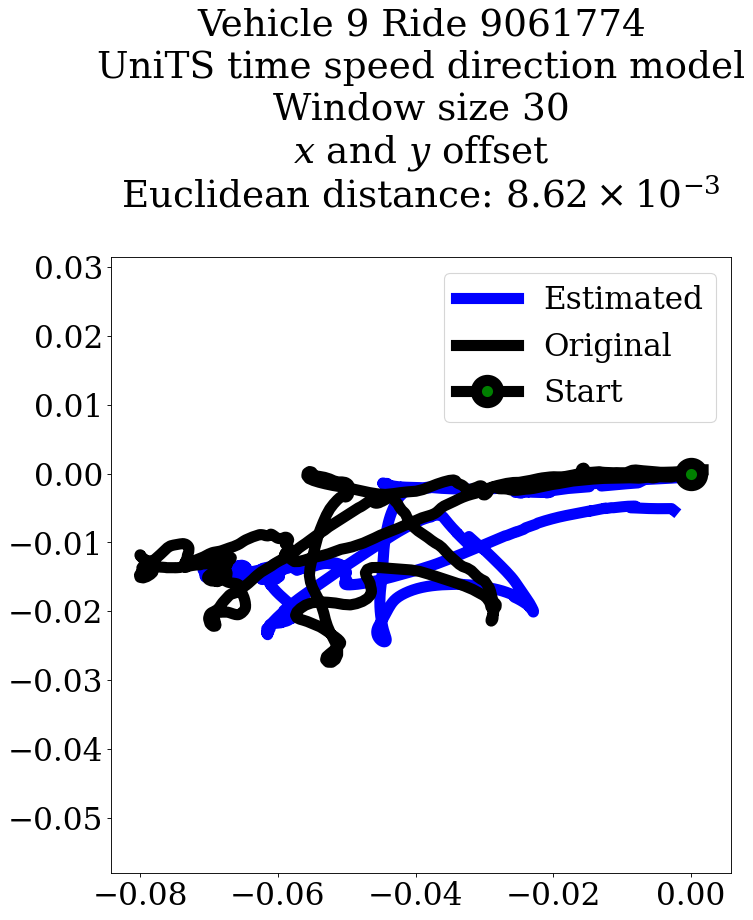 Vehicle 9 Ride 9061774
UniTS time speed direction model
Window size 30
x and y offset
Euclidean distance: 8.62 × 10⁻³
0.03
0.02
0.01
0.00
−0.01
−0.02
−0.03
−0.04
−0.05
Estimated
Original
Start
−0.08 −0.06 −0.04 −0.02 0.00